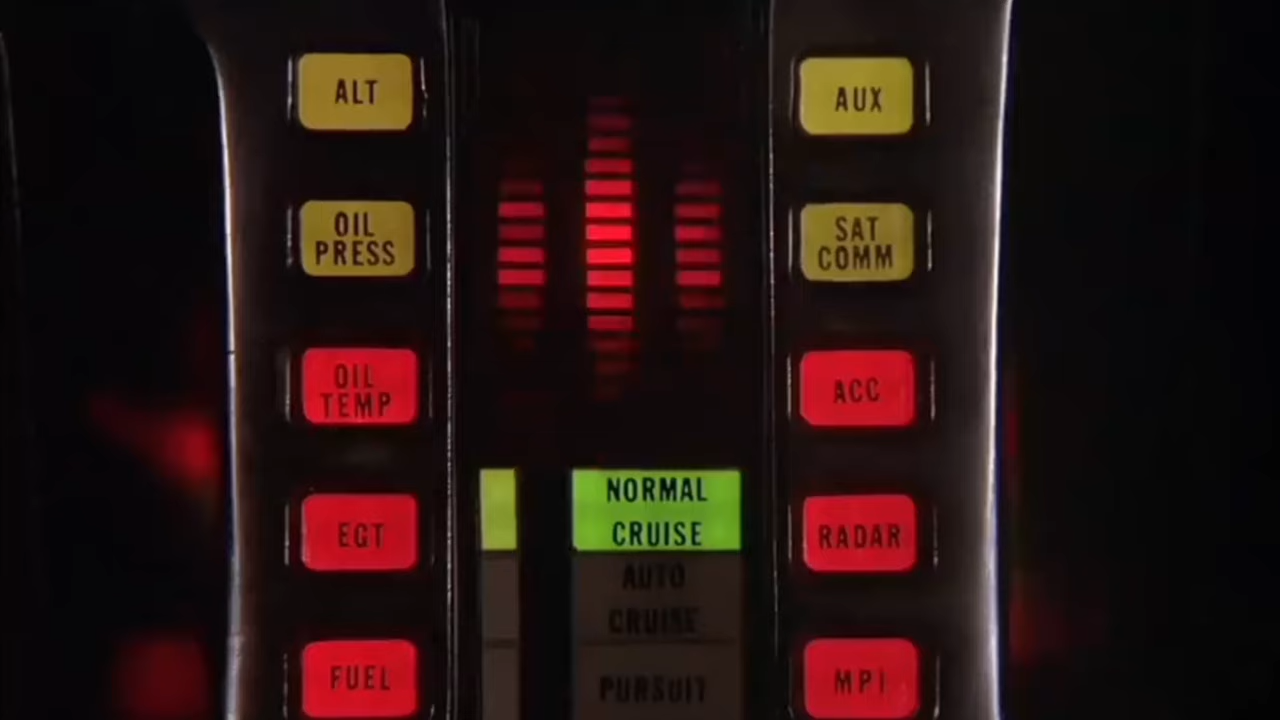 ALT
OIL
PRESS
OIL
TEMP
EGT
FUEL
NORMAL
CRUISE
AUTO
CRUISE
PURSUIT
AUX
SAT
COMM
ACC
RADAR
MPI